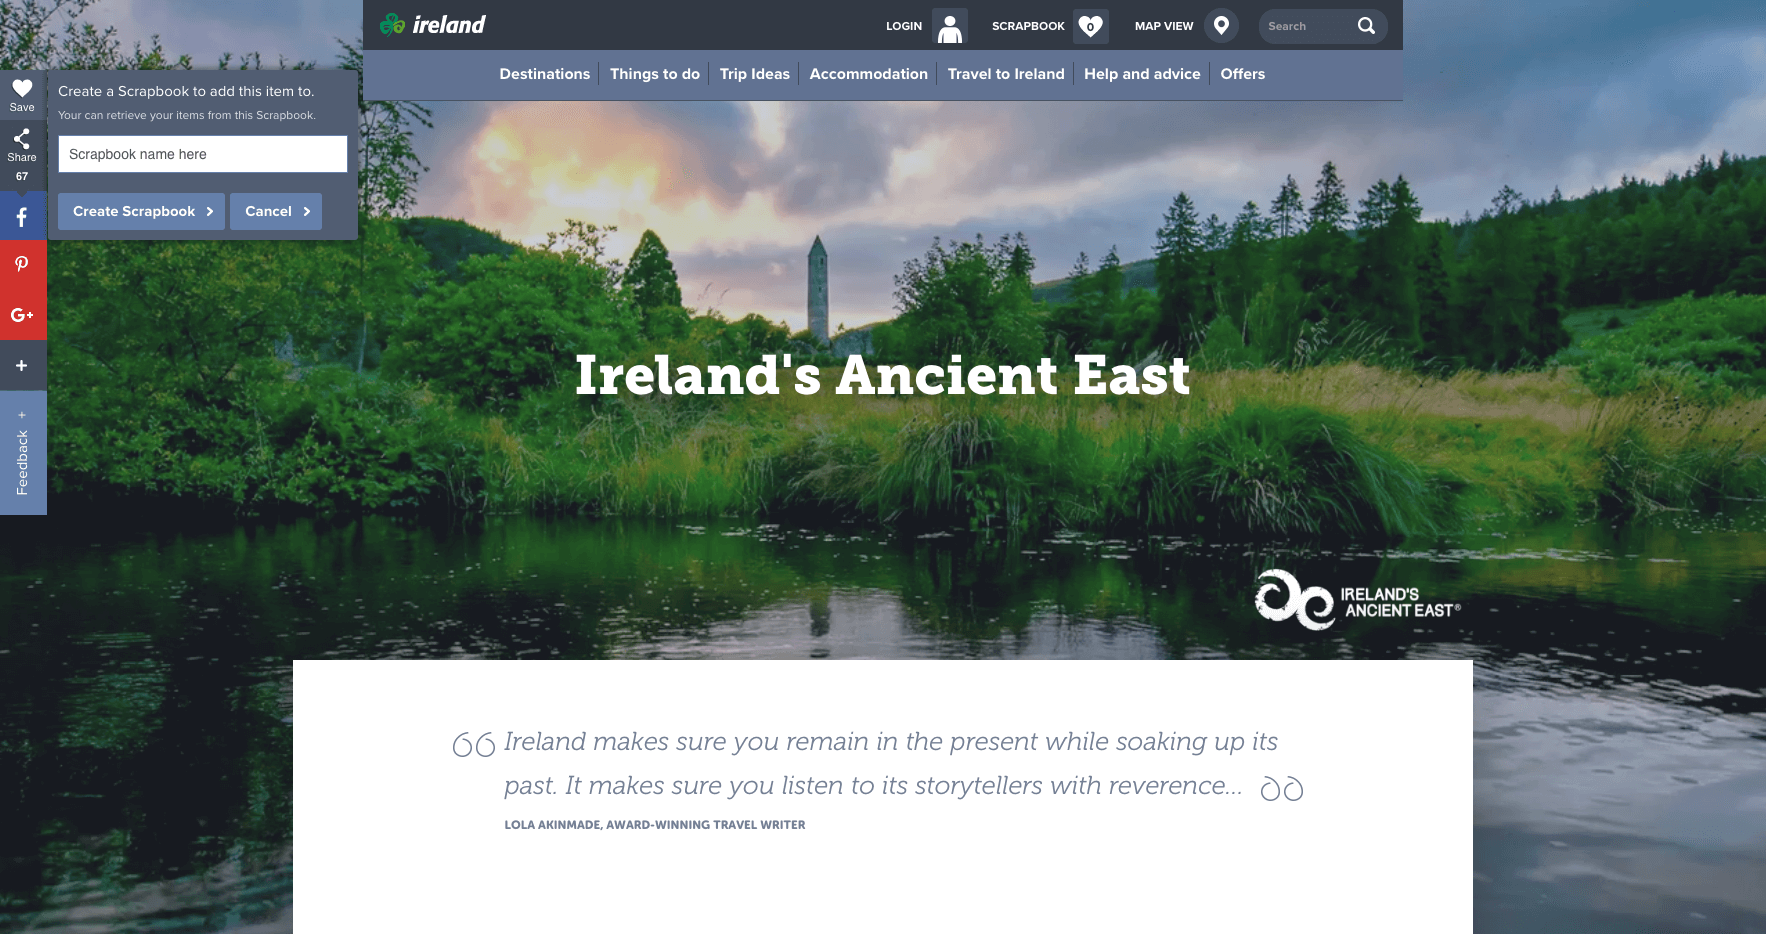 ireland
LOGIN
SCRAPBOOK
0
MAP VIEW
Search
Destinations
Things to do
Trip Ideas
Accommodation
Travel to Ireland
Help and advice
Offers
Save
Share
67
f
G+
+
+
Feedback
Create a Scrapbook to add this item to.
Your can retrieve your items from this Scrapbook.
Scrapbook name here
Create Scrapbook
Cancel
Ireland's Ancient East
IRELAND'S
ANCIENT EAST®
Ireland makes sure you remain in the present while soaking up its
past. It makes sure you listen to its storytellers with reverence...
LOLA AKINMADE, AWARD-WINNING TRAVEL WRITER